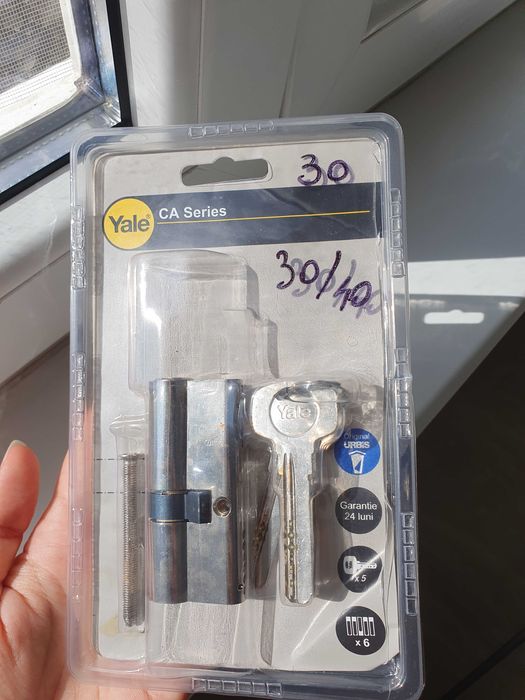 30
Yale
CA Series
30/40
Yale
Original
URBIS
Garantie
24 luni
x 5
x 6